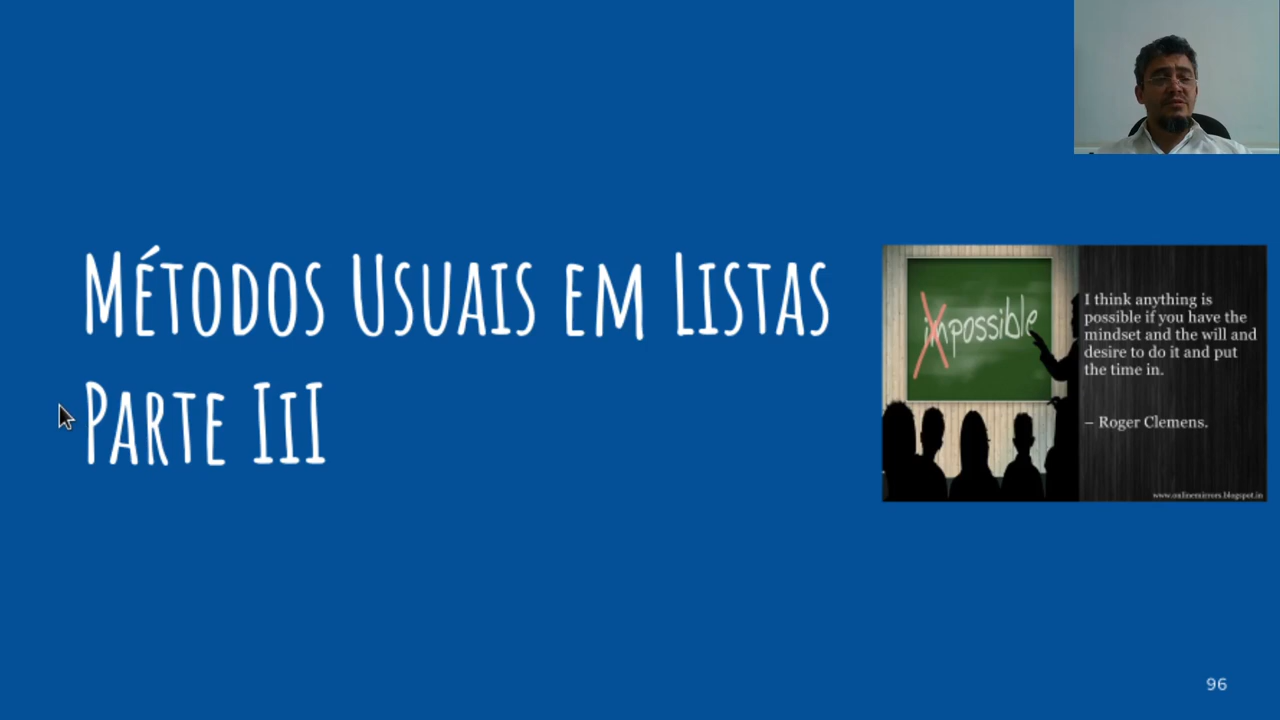 Métodos Usuais em Listas
Parte III
impossible
I think anything is
possible if you have the
mindset and the will and
desire to do it and put
the time in.
– Roger Clemens.
www.onlinemirrors.blogspot.in
96